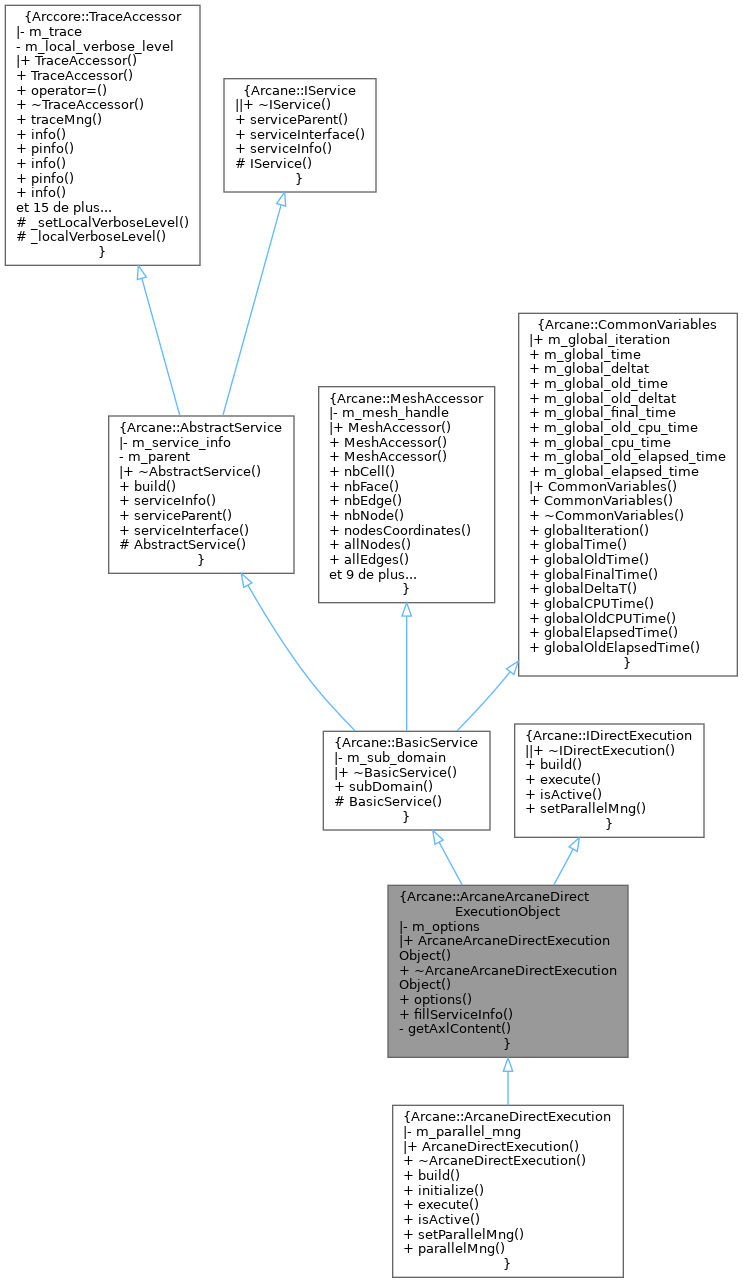 {Arccore::TraceAccessor
|- m_trace
- m_local_verbose_level
|+ TraceAccessor()
+ TraceAccessor()
+ operator=()
+ ~TraceAccessor()
+ traceMng()
+ info()
+ pinfo()
+ info()
+ pinfo()
+ info()
et 15 de plus...
# _setLocalVerboseLevel()
# _localVerboseLevel()
}
{Arcane::IService
||+ ~IService()
+ serviceParent()
+ serviceInterface()
+ serviceInfo()
# IService()
}
{Arcane::CommonVariables
|+ m_global_iteration
+ m_global_time
+ m_global_deltat
+ m_global_old_time
+ m_global_old_deltat
+ m_global_final_time
+ m_global_old_cpu_time
+ m_global_cpu_time
+ m_global_old_elapsed_time
+ m_global_elapsed_time
|+ CommonVariables()
+ CommonVariables()
+ ~CommonVariables()
+ globalIteration()
+ globalTime()
+ globalOldTime()
+ globalFinalTime()
+ globalDeltaT()
+ globalCPUTime()
+ globalOldCPUTime()
+ globalElapsedTime()
+ globalOldElapsedTime()
}
{Arcane::MeshAccessor
|- m_mesh_handle
|+ MeshAccessor()
+ MeshAccessor()
+ MeshAccessor()
+ nbCell()
+ nbFace()
+ nbEdge()
+ nbNode()
+ nodesCoordinates()
+ allNodes()
+ allEdges()
et 9 de plus...
}
{Arcane::AbstractService
|- m_service_info
- m_parent
|+ ~AbstractService()
+ build()
+ serviceInfo()
+ serviceParent()
+ serviceInterface()
# AbstractService()
}
{Arcane::BasicService
|- m_sub_domain
|+ ~BasicService()
+ subDomain()
# BasicService()
}
{Arcane::IDirectExecution
||+ ~IDirectExecution()
+ build()
+ execute()
+ isActive()
+ setParallelMng()
}
{Arcane::ArcaneArcaneDirect
ExecutionObject
|- m_options
|+ ArcaneArcaneDirectExecution
Object()
+ ~ArcaneArcaneDirectExecution
Object()
+ options()
+ fillServiceInfo()
- getAxlContent()
}
{Arcane::ArcaneDirectExecution
|- m_parallel_mng
|+ ArcaneDirectExecution()
+ ~ArcaneDirectExecution()
+ build()
+ initialize()
+ execute()
+ isActive()
+ setParallelMng()
+ parallelMng()
}